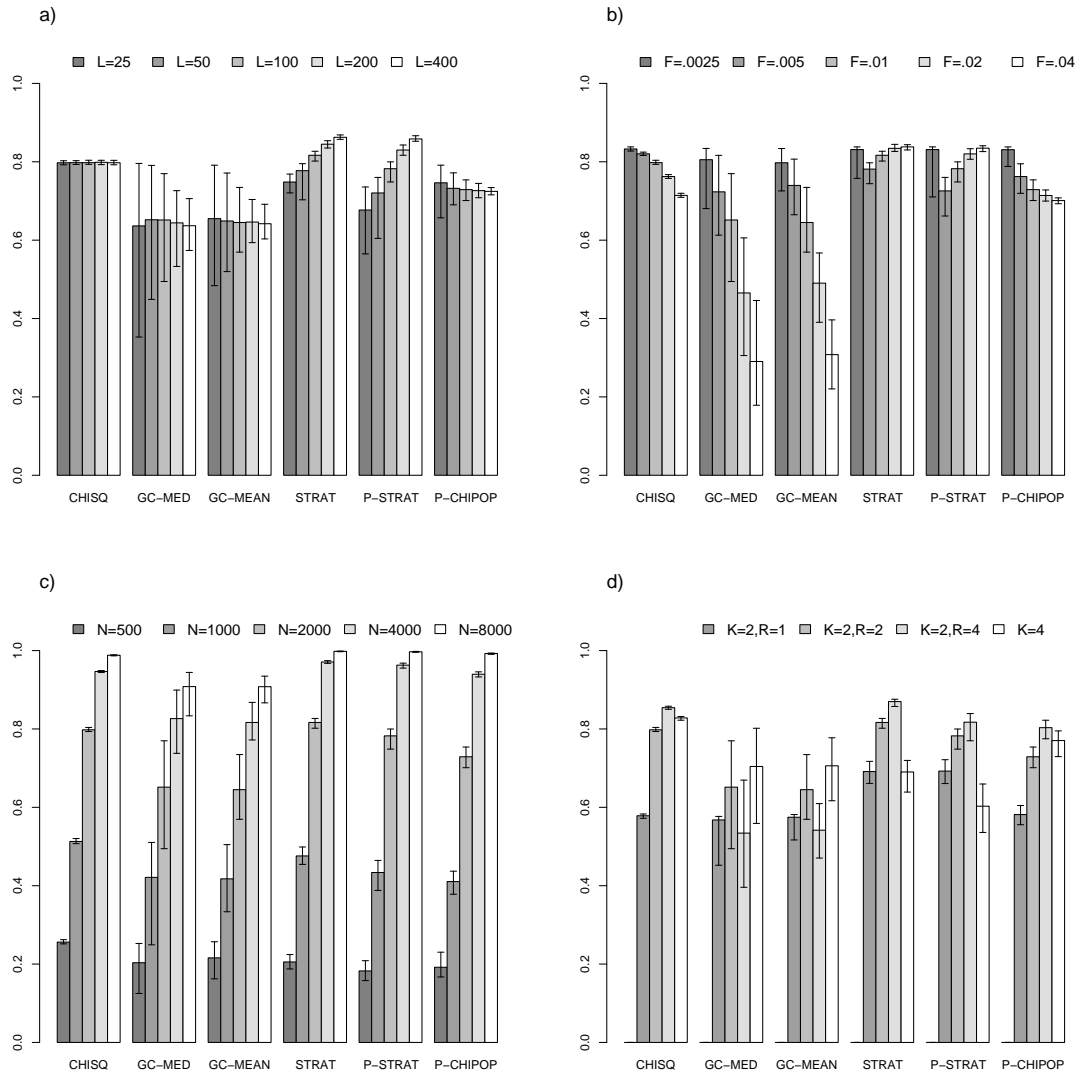 a)
L=25 L=50 L=100 L=200 L=400
1.0
0.8
0.6
0.4
0.2
0.0
CHISQ GC−MED GC−MEAN STRAT P−STRAT P−CHIPOP
b)
F=.0025 F=.005 F=.01 F=.02 F=.04
1.0
0.8
0.6
0.4
0.2
0.0
CHISQ GC−MED GC−MEAN STRAT P−STRAT P−CHIPOP
c)
N=500 N=1000 N=2000 N=4000 N=8000
1.0
0.8
0.6
0.4
0.2
0.0
CHISQ GC−MED GC−MEAN STRAT P−STRAT P−CHIPOP
d)
K=2,R=1 K=2,R=2 K=2,R=4 K=4
1.0
0.8
0.6
0.4
0.2
0.0
CHISQ GC−MED GC−MEAN STRAT P−STRAT P−CHIPOP